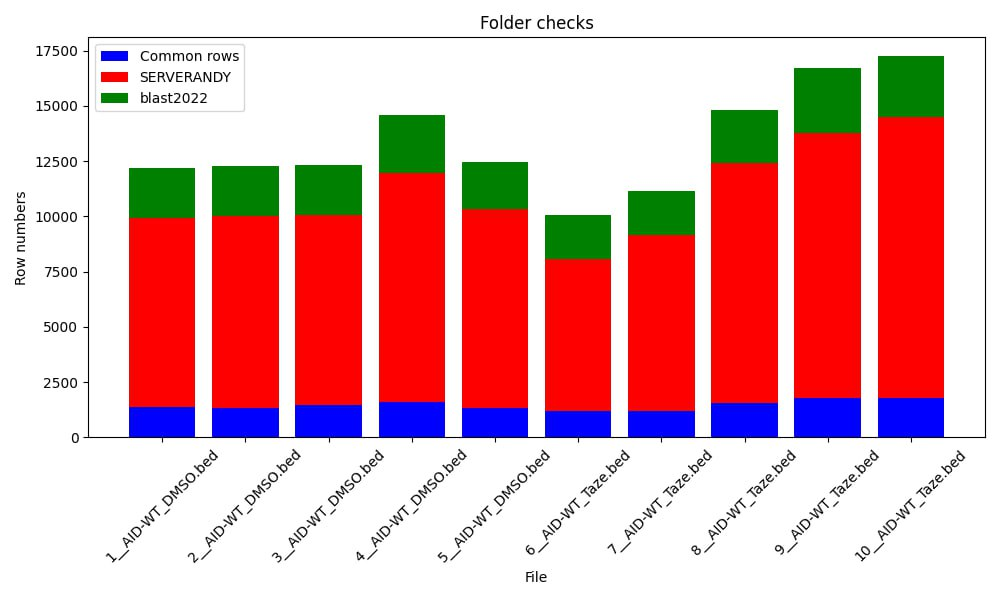 Folder checks
Common rows
SERVERANDY
blast2022
17500
15000
12500
10000
7500
5000
2500
0
Row numbers
1__AID-WT_DMSO.bed
2__AID-WT_DMSO.bed
3__AID-WT_DMSO.bed
4__AID-WT_DMSO.bed
5__AID-WT_DMSO.bed
6__AID-WT_Taze.bed
7__AID-WT_Taze.bed
8__AID-WT_Taze.bed
9__AID-WT_Taze.bed
10__AID-WT_Taze.bed
File